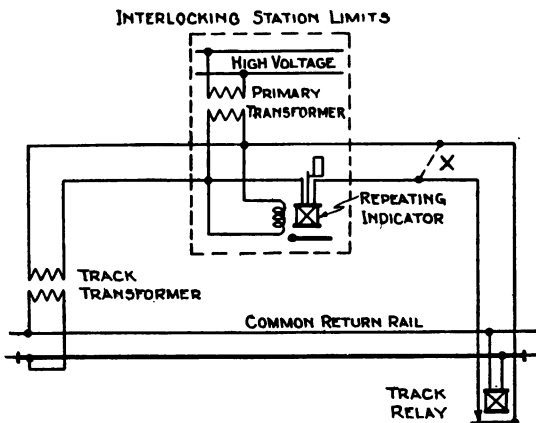 INTERLOCKING STATION LIMITS
HIGH VOLTAGE
PRIMARY
TRANSFORMER
X
REPEATING
INDICATOR
TRACK
TRANSFORMER
COMMON RETURN RAIL
TRACK
RELAY